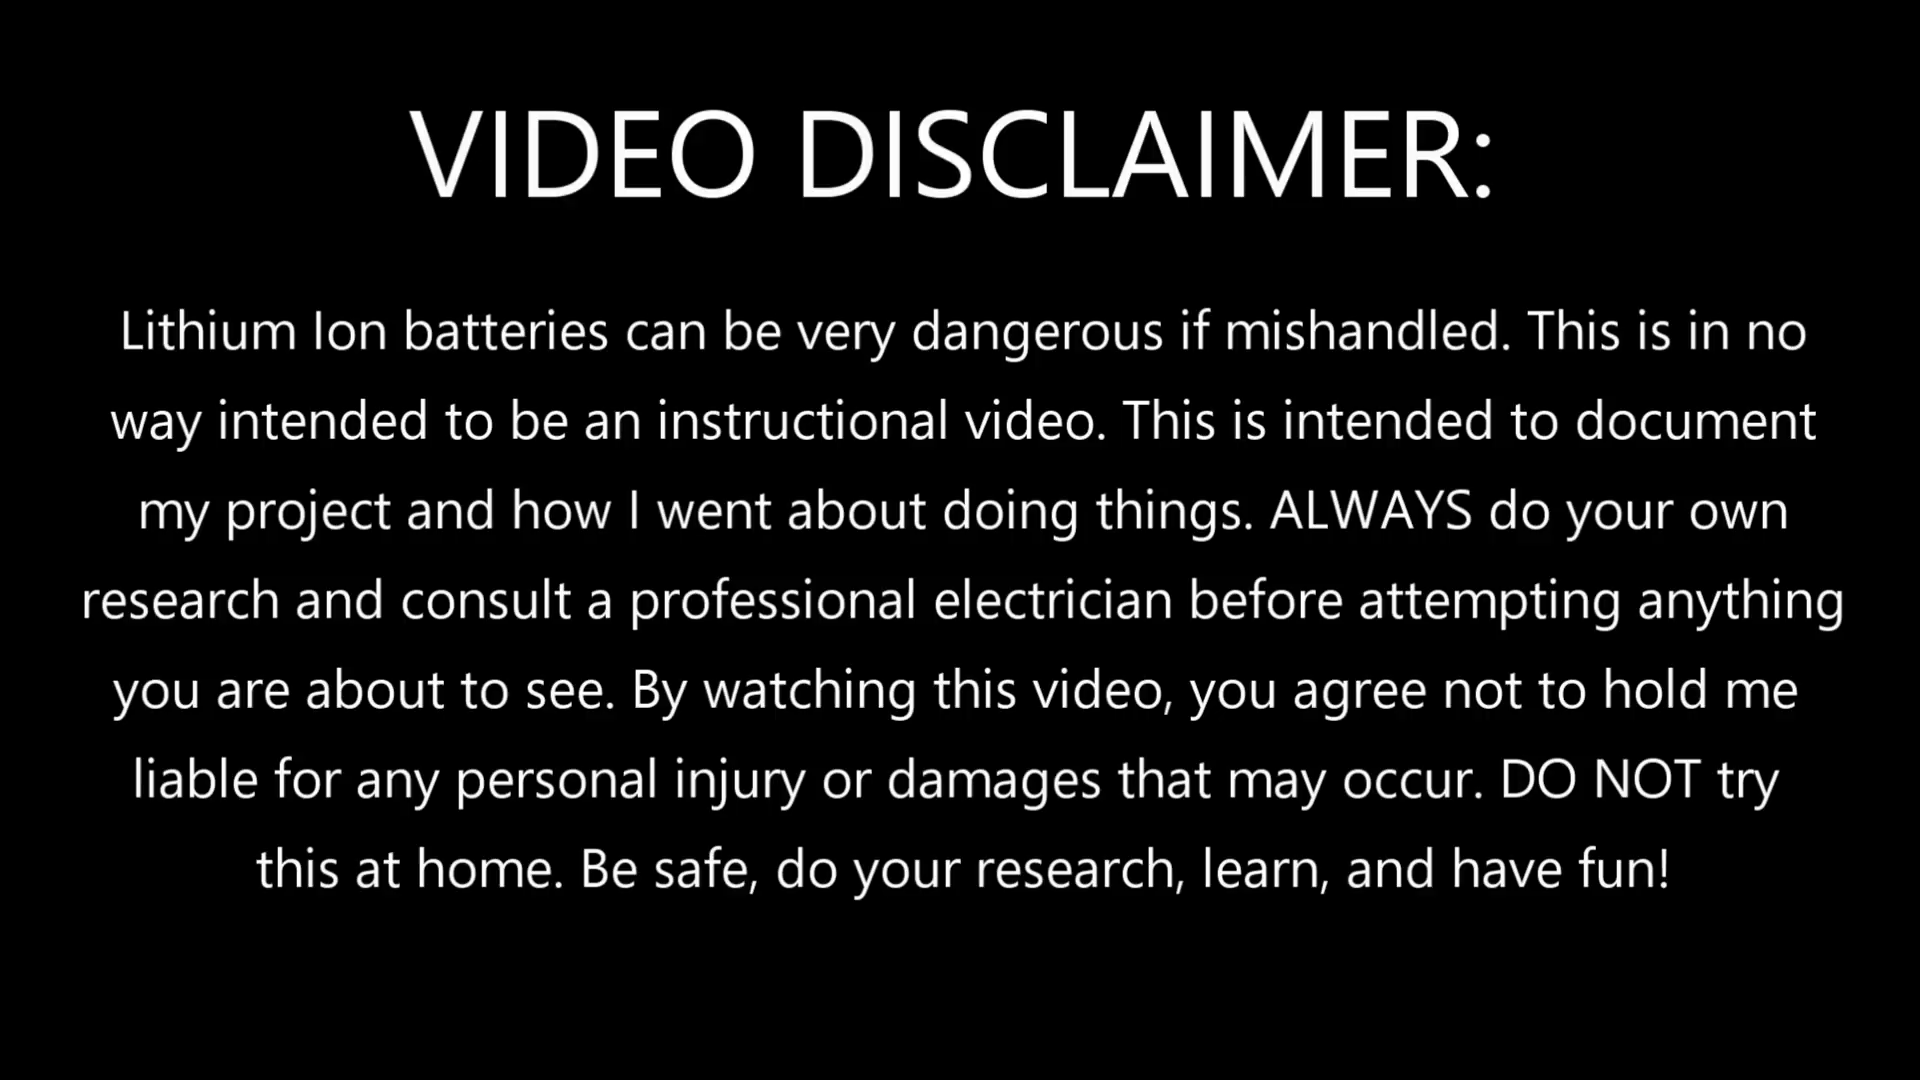 VIDEO DISCLAIMER:
Lithium Ion batteries can be very dangerous if mishandled. This is in no
way intended to be an instructional video. This is intended to document
my project and how I went about doing things. ALWAYS do your own
research and consult a professional electrician before attempting anything
you are about to see. By watching this video, you agree not to hold me
liable for any personal injury or damages that may occur. DO NOT try
this at home. Be safe, do your research, learn, and have fun!